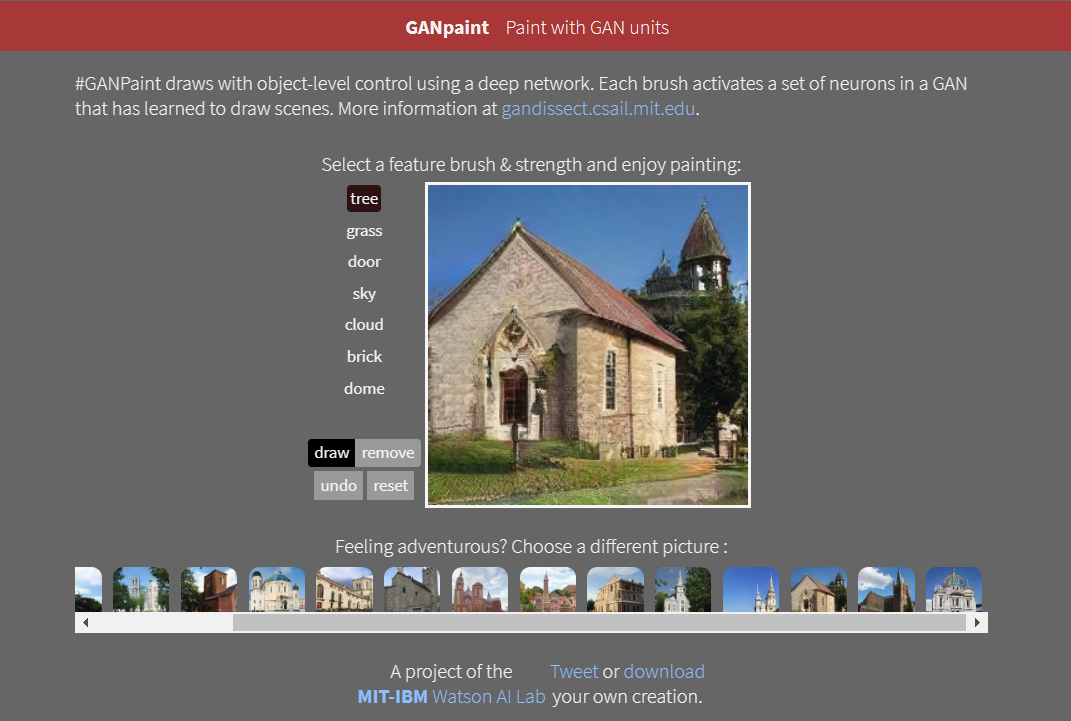 GANpaint Paint with GAN units
#GANPaint draws with object-level control using a deep network. Each brush activates a set of neurons in a GAN
that has learned to draw scenes. More information at gandissect.csail.mit.edu.
Select a feature brush & strength and enjoy painting:
tree
grass
door
sky
cloud
brick
dome
draw remove
undo reset
Feeling adventurous? Choose a different picture :
A project of the Tweet or download
MIT-IBM Watson AI Lab your own creation.